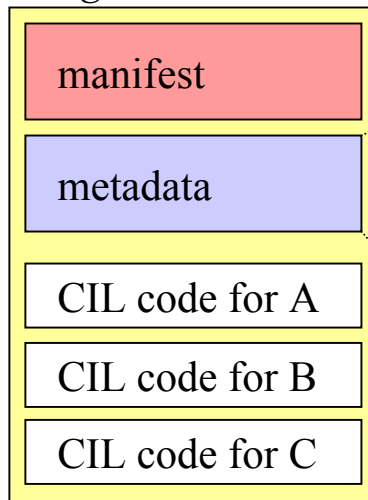 manifest
metadata
CIL code for A
CIL code for B
CIL code for C